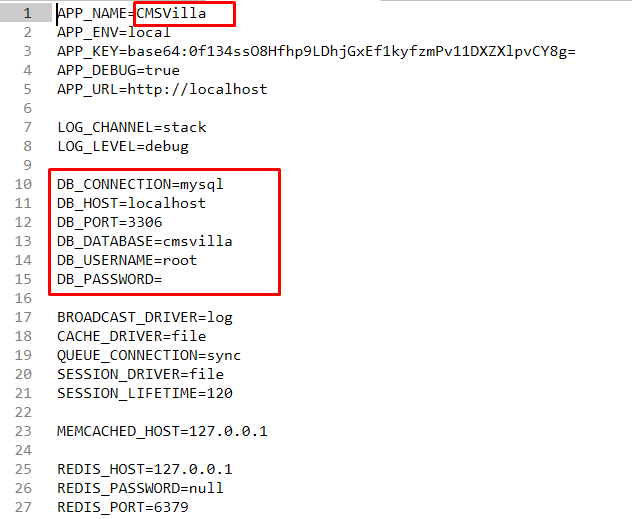 1 APP_NAME=CMSVilla
2 APP_ENV=local
3 APP_KEY=base64:0f134ssO8Hfhp9LDhjGxEf1kyfzmPv11DXZXlpvCY8g=
4 APP_DEBUG=true
5 APP_URL=http://localhost
6
7 LOG_CHANNEL=stack
8 LOG_LEVEL=debug
9
10 DB_CONNECTION=mysql
11 DB_HOST=localhost
12 DB_PORT=3306
13 DB_DATABASE=cmsvilla
14 DB_USERNAME=root
15 DB_PASSWORD=
16
17 BROADCAST_DRIVER=log
18 CACHE_DRIVER=file
19 QUEUE_CONNECTION=sync
20 SESSION_DRIVER=file
21 SESSION_LIFETIME=120
22
23 MEMCACHED_HOST=127.0.0.1
24
25 REDIS_HOST=127.0.0.1
26 REDIS_PASSWORD=null
27 REDIS_PORT=6379